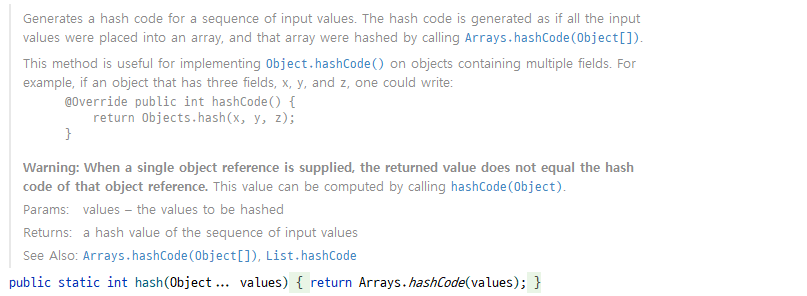 Generates a hash code for a sequence of input values. The hash code is generated as if all the input
values were placed into an array, and that array were hashed by calling Arrays.hashCode(Object[]).
This method is useful for implementing Object.hashCode() on objects containing multiple fields. For
example, if an object that has three fields, x, y, and z, one could write:
@Override public int hashCode() {
return Objects.hash(x, y, z);
}
Warning: When a single object reference is supplied, the returned value does not equal the hash
code of that object reference. This value can be computed by calling hashCode(Object).
Params: values – the values to be hashed
Returns: a hash value of the sequence of input values
See Also: Arrays.hashCode(Object[]), List.hashCode
public static int hash(Object... values) { return Arrays.hashCode(values); }